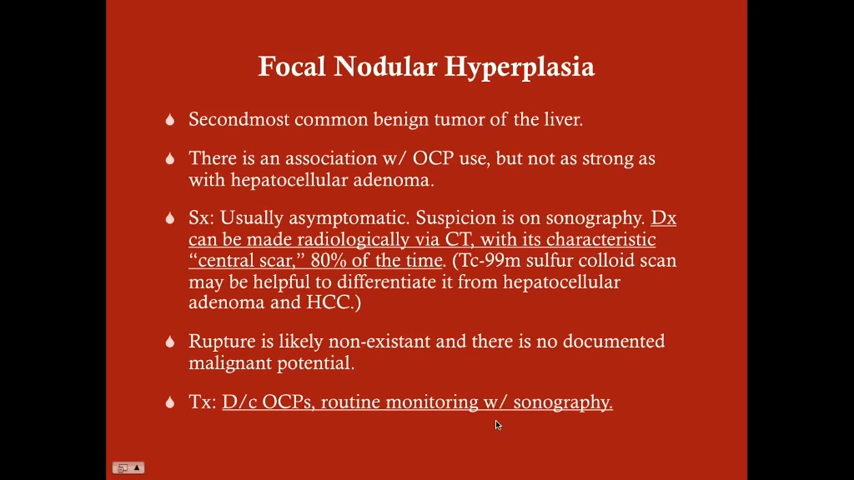 Focal Nodular Hyperplasia
Secondmost common benign tumor of the liver.
There is an association w/ OCP use, but not as strong as
with hepatocellular adenoma.
Sx: Usually asymptomatic. Suspicion is on sonography. Dx
can be made radiologically via CT, with its characteristic
“central scar,” 80% of the time. (Tc-99m sulfur colloid scan
may be helpful to differentiate it from hepatocellular
adenoma and HCC.)
Rupture is likely non-existant and there is no documented
malignant potential.
Tx: D/c OCPs, routine monitoring w/ sonography.